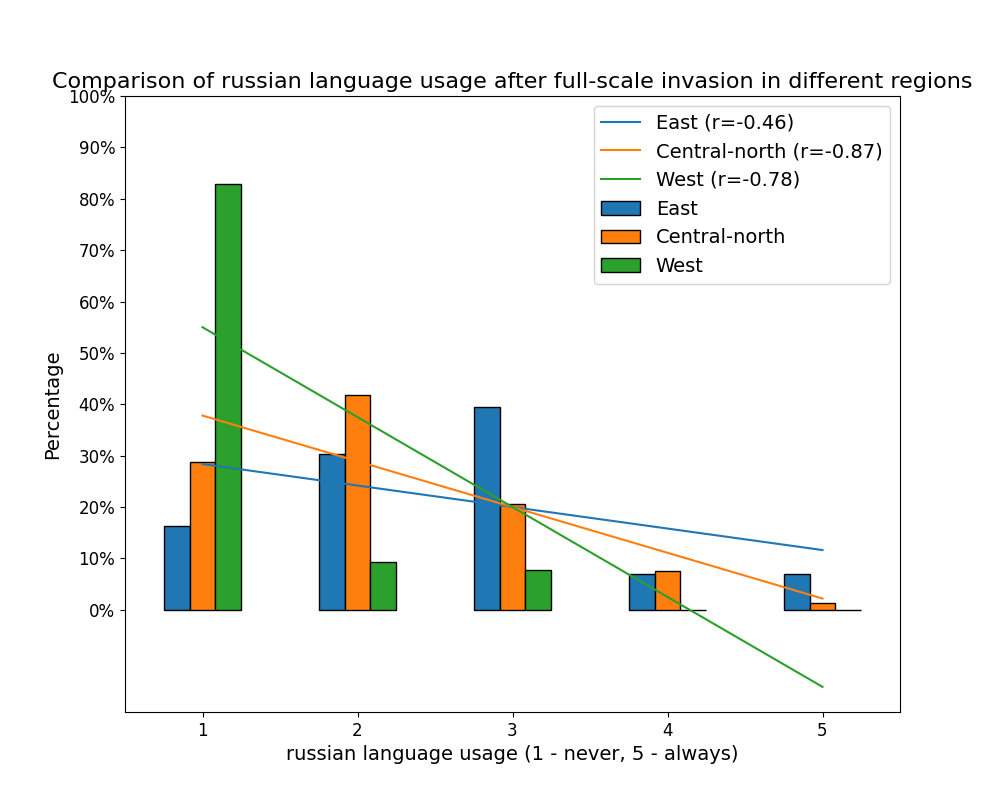 Comparison of russian language usage after full-scale invasion in different regions
100%
90%
80%
70%
60%
50%
40%
30%
20%
10%
0%
Percentage
East (r=-0.46)
Central-north (r=-0.87)
West (r=-0.78)
East
Central-north
West
1 2 3 4 5
russian language usage (1 - never, 5 - always)